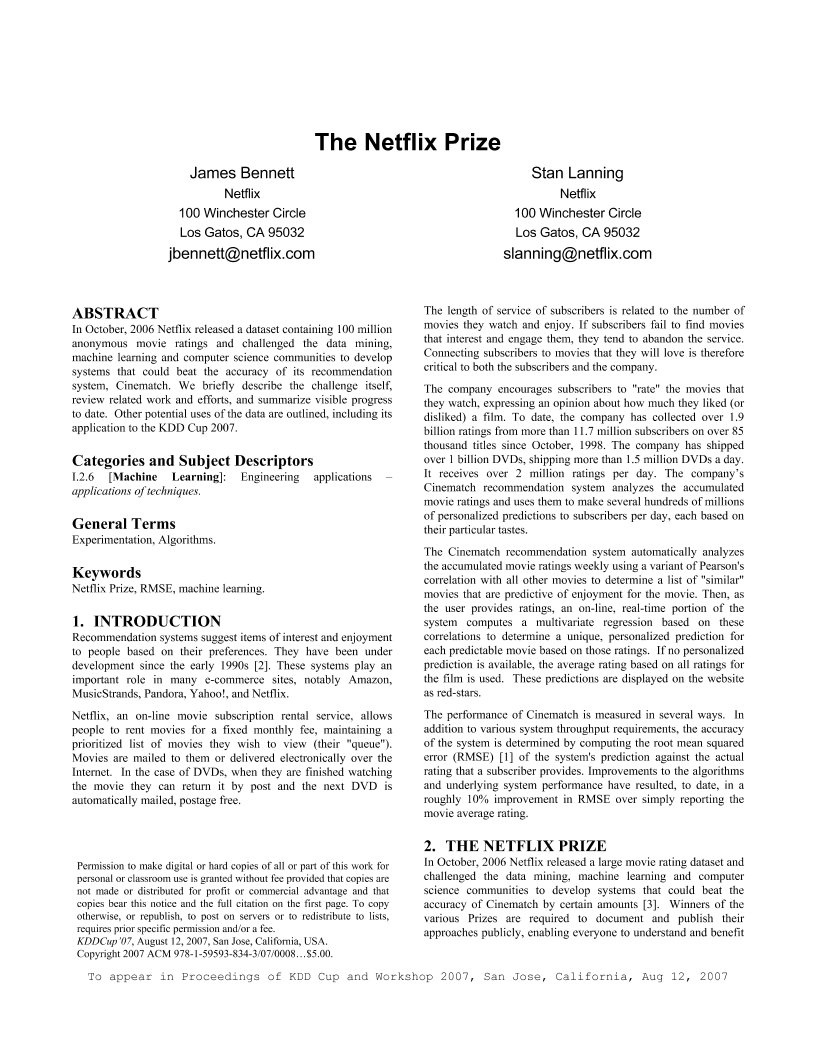 The Netflix Prize
James Bennett
Netflix
100 Winchester Circle
Los Gatos, CA 95032
jbennett@netflix.com
Stan Lanning
Netflix
100 Winchester Circle
Los Gatos, CA 95032
slanning@netflix.com
ABSTRACT
In October, 2006 Netflix released a dataset containing 100 million
anonymous movie ratings and challenged the data mining,
machine learning and computer science communities to develop
systems that could beat the accuracy of its recommendation
system, Cinematch. We briefly describe the challenge itself,
review related work and efforts, and summarize visible progress
to date. Other potential uses of the data are outlined, including its
application to the KDD Cup 2007.
Categories and Subject Descriptors
I.2.6 [Machine Learning]: Engineering applications –
applications of techniques.
General Terms
Experimentation, Algorithms.
Keywords
Netflix Prize, RMSE, machine learning.
1. INTRODUCTION
Recommendation systems suggest items of interest and enjoyment
to people based on their preferences. They have been under
development since the early 1990s [2]. These systems play an
important role in many e-commerce sites, notably Amazon,
MusicStrands, Pandora, Yahoo!, and Netflix.
Netflix, an on-line movie subscription rental service, allows
people to rent movies for a fixed monthly fee, maintaining a
prioritized list of movies they wish to view (their "queue").
Movies are mailed to them or delivered electronically over the
Internet. In the case of DVDs, when they are finished watching
the movie they can return it by post and the next DVD is
automatically mailed, postage free.
Permission to make digital or hard copies of all or part of this work for
personal or classroom use is granted without fee provided that copies are
not made or distributed for profit or commercial advantage and that
copies bear this notice and the full citation on the first page. To copy
otherwise, or republish, to post on servers or to redistribute to lists,
requires prior specific permission and/or a fee.
KDDCup'07, August 12, 2007, San Jose, California, USA.
Copyright 2007 ACM 978-1-59593-834-3/07/0008…$5.00.
The length of service of subscribers is related to the number of
movies they watch and enjoy. If subscribers fail to find movies
that interest and engage them, they tend to abandon the service.
Connecting subscribers to movies that they will love is therefore
critical to both the subscribers and the company.
The company encourages subscribers to "rate" the movies that
they watch, expressing an opinion about how much they liked (or
disliked) a film. To date, the company has collected over 1.9
billion ratings from more than 11.7 million subscribers on over 85
thousand titles since October, 1998. The company has shipped
over 1 billion DVDs, shipping more than 1.5 million DVDs a day.
It receives over 2 million ratings per day. The company's
Cinematch recommendation system analyzes the accumulated
movie ratings and uses them to make several hundreds of millions
of personalized predictions to subscribers per day, each based on
their particular tastes.
The Cinematch recommendation system automatically analyzes
the accumulated movie ratings weekly using a variant of Pearson's
correlation with all other movies to determine a list of "similar"
movies that are predictive of enjoyment for the movie. Then, as
the user provides ratings, an on-line, real-time portion of the
system computes a multivariate regression based on these
correlations to determine a unique, personalized prediction for
each predictable movie based on those ratings. If no personalized
prediction is available, the average rating based on all ratings for
the film is used. These predictions are displayed on the website
as red-stars.
The performance of Cinematch is measured in several ways. In
addition to various system throughput requirements, the accuracy
of the system is determined by computing the root mean squared
error (RMSE) [1] of the system's prediction against the actual
rating that a subscriber provides. Improvements to the algorithms
and underlying system performance have resulted, to date, in a
roughly 10% improvement in RMSE over simply reporting the
movie average rating.
2. THE NETFLIX PRIZE
In October, 2006 Netflix released a large movie rating dataset and
challenged the data mining, machine learning and computer
science communities to develop systems that could beat the
accuracy of Cinematch by certain amounts [3]. Winners of the
various Prizes are required to document and publish their
approaches publicly, enabling everyone to understand and benefit
To appear in Proceedings of KDD Cup and Workshop 2007, San Jose, California, Aug 12, 2007